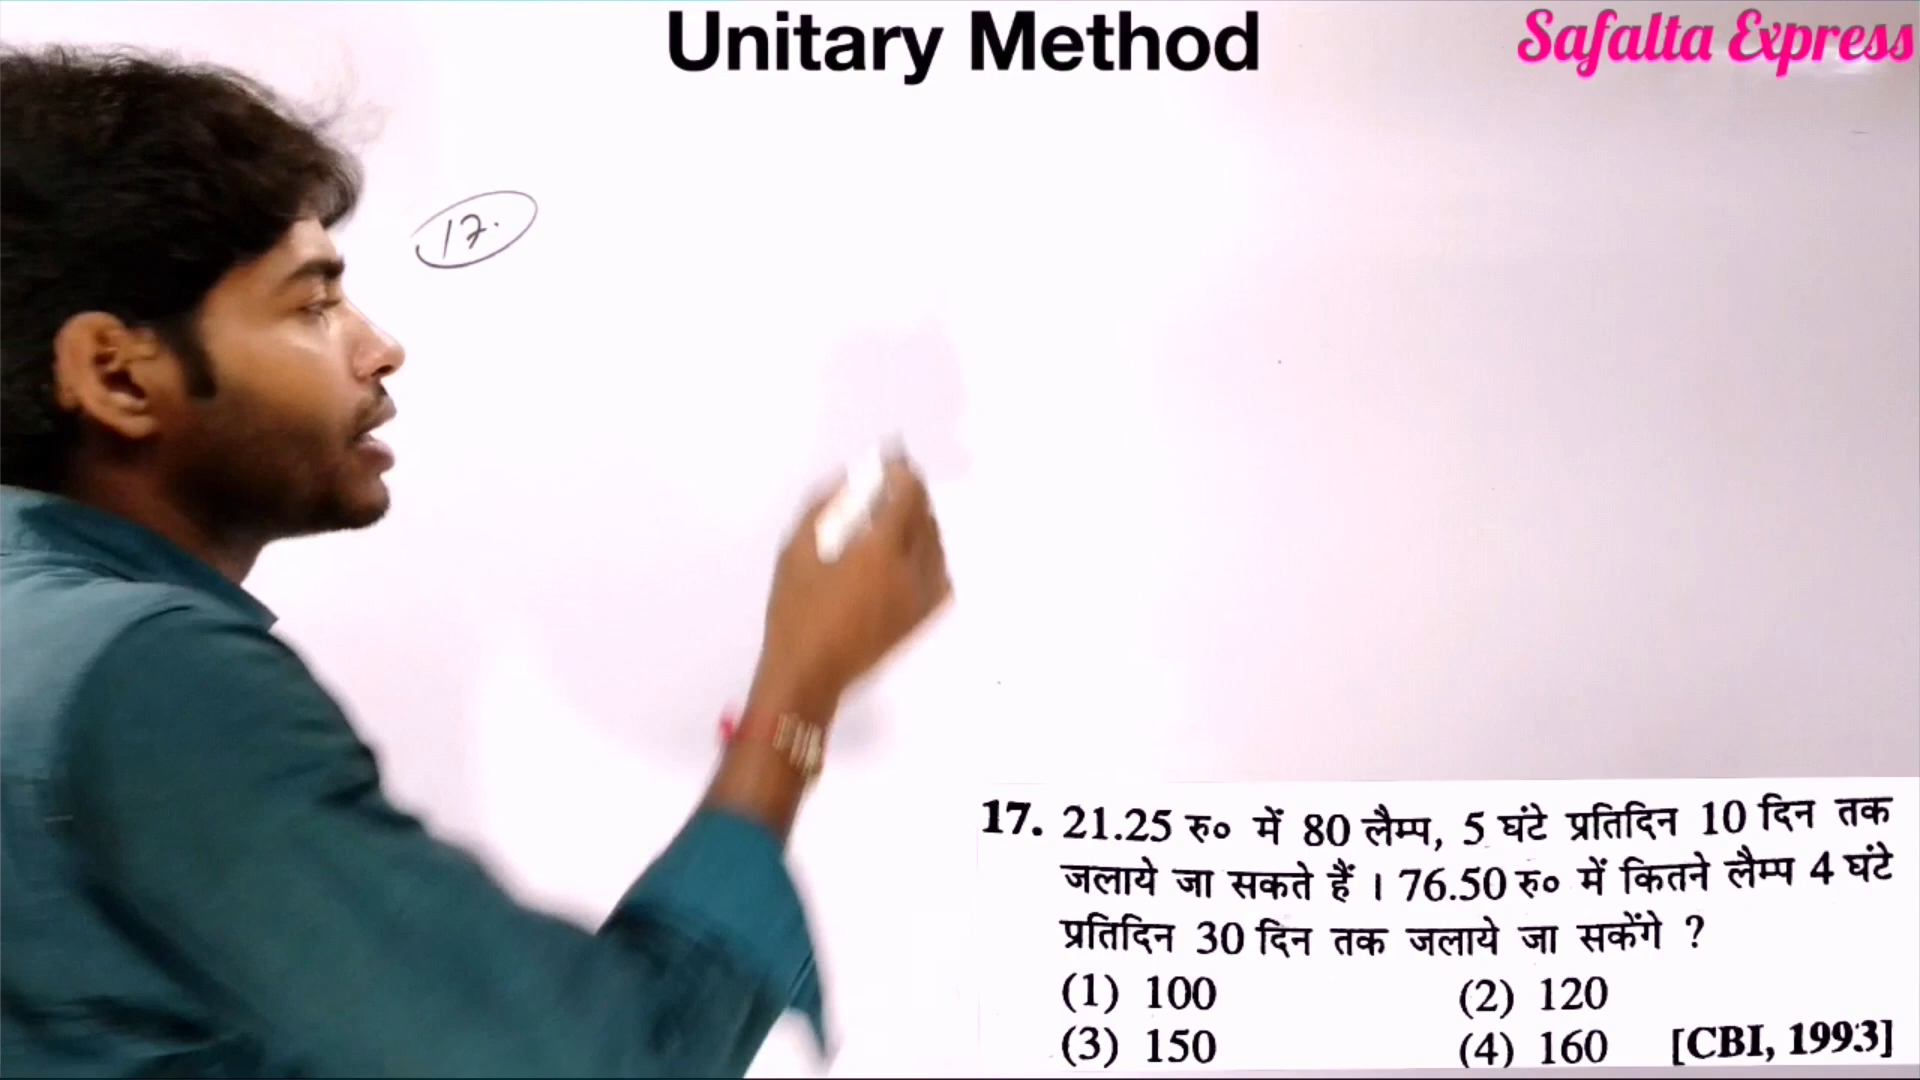 Unitary Method
Safalta Express
17.
17. 21.25 रु० में 80 लैम्प, 5 घंटे प्रतिदिन 10 दिन तक
जलाये जा सकते हैं । 76.50 रु० में कितने लैम्प 4 घंटे
प्रतिदिन 30 दिन तक जलाये जा सकेंगे ?
(1) 100 (2) 120
(3) 150 (4) 160 [CBI, 1993]